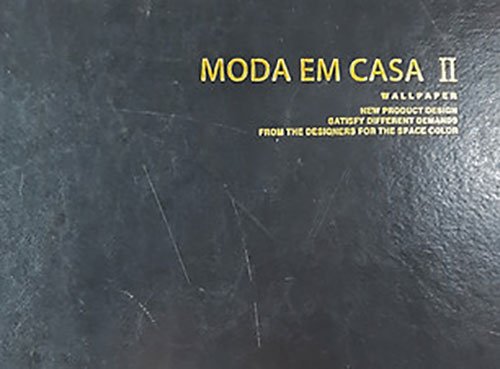 MODA EM CASA II
WALLPAPER
NEW PRODUCT DESIGN
SATISFY DIFFERENT DEMANDS
FROM THE DESIGNERS FOR THE SPACE COLOR